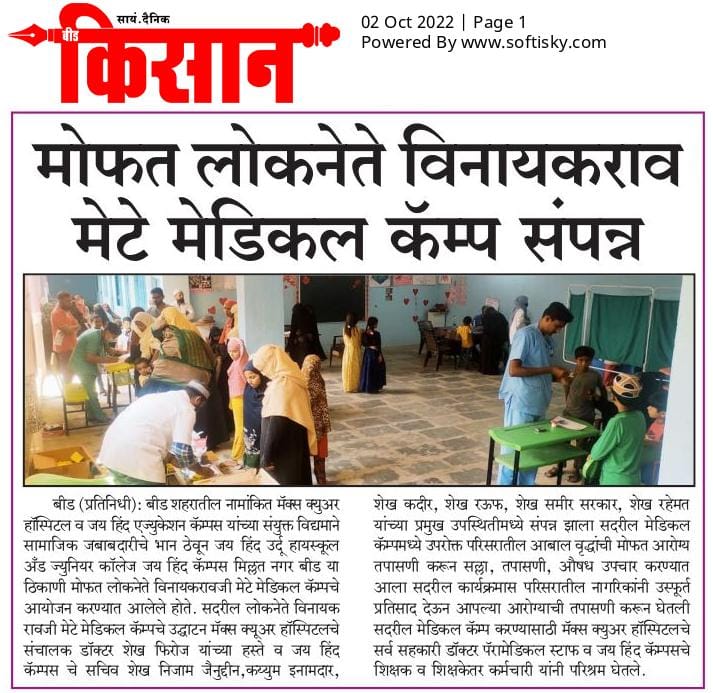 सायं.दैनिक
बीड
किसान
02 Oct 2022 | Page 1
Powered By www.softisky.com
मोफत लोकनेते विनायकराव
मेटे मेडिकल कॅम्प संपन्न
बीड (प्रतिनिधी): बीड शहरातील नामांकित मॅक्स क्युअर
हॉस्पिटल व जय हिंद एज्युकेशन कॅम्पस यांच्या संयुक्त विद्यमाने
सामाजिक जबाबदारीचे भान ठेवून जय हिंद उर्दू हायस्कूल
अँड ज्युनियर कॉलेज जय हिंद कॅम्पस मिल्लत नगर बीड या
ठिकाणी मोफत लोकनेते विनायकरावजी मेटे मेडिकल कॅम्पचे
आयोजन करण्यात आलेले होते. सदरील लोकनेते विनायक
रावजी मेटे मेडिकल कॅम्पचे उद्घाटन मॅक्स क्यूअर हॉस्पिटलचे
संचालक डॉक्टर शेख फिरोज यांच्या हस्ते व जय हिंद
कॅम्पस चे सचिव शेख निजाम जैनुद्दीन,कय्युम इनामदार,
शेख कदीर, शेख रऊफ, शेख समीर सरकार, शेख रहेमत
यांच्या प्रमुख उपस्थितीमध्ये संपन्न झाला सदरील मेडिकल
कॅम्पमध्ये उपरोक्त परिसरातील आबाल वृद्धांची मोफत आरोग्य
तपासणी करून सल्ला, तपासणी, औषध उपचार करण्यात
आला सदरील कार्यक्रमास परिसरातील नागरिकांनी उस्फूर्त
प्रतिसाद देऊन आपल्या आरोग्याची तपासणी करून घेतली
सदरील मेडिकल कॅम्प करण्यासाठी मॅक्स क्युअर हॉस्पिटलचे
सर्व सहकारी डॉक्टर पॅरामेडिकल स्टाफ व जय हिंद कॅम्पसचे
शिक्षक व शिक्षकेतर कर्मचारी यांनी परिश्रम घेतले.